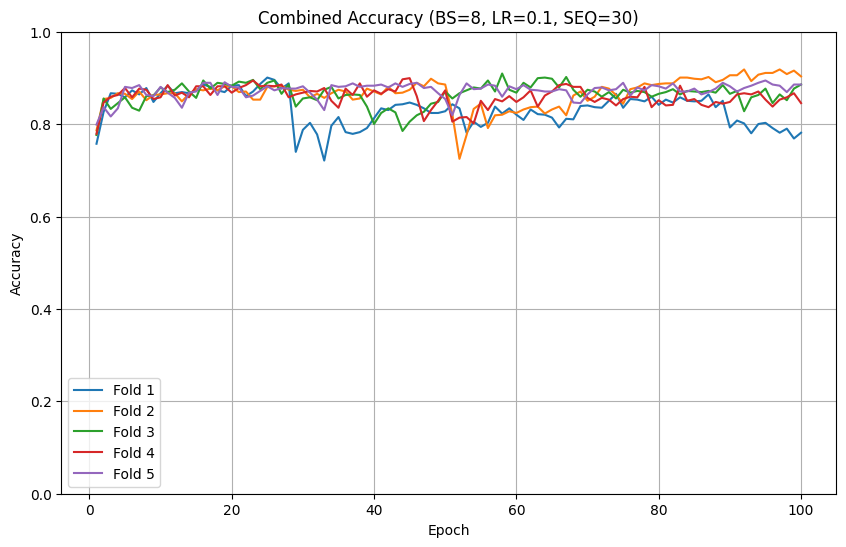 Combined Accuracy (BS=8, LR=0.1, SEQ=30)
1.0
0.8
0.6
0.4
0.2
0.0
Accuracy
Fold 1
Fold 2
Fold 3
Fold 4
Fold 5
0 20 40 60 80 100
Epoch